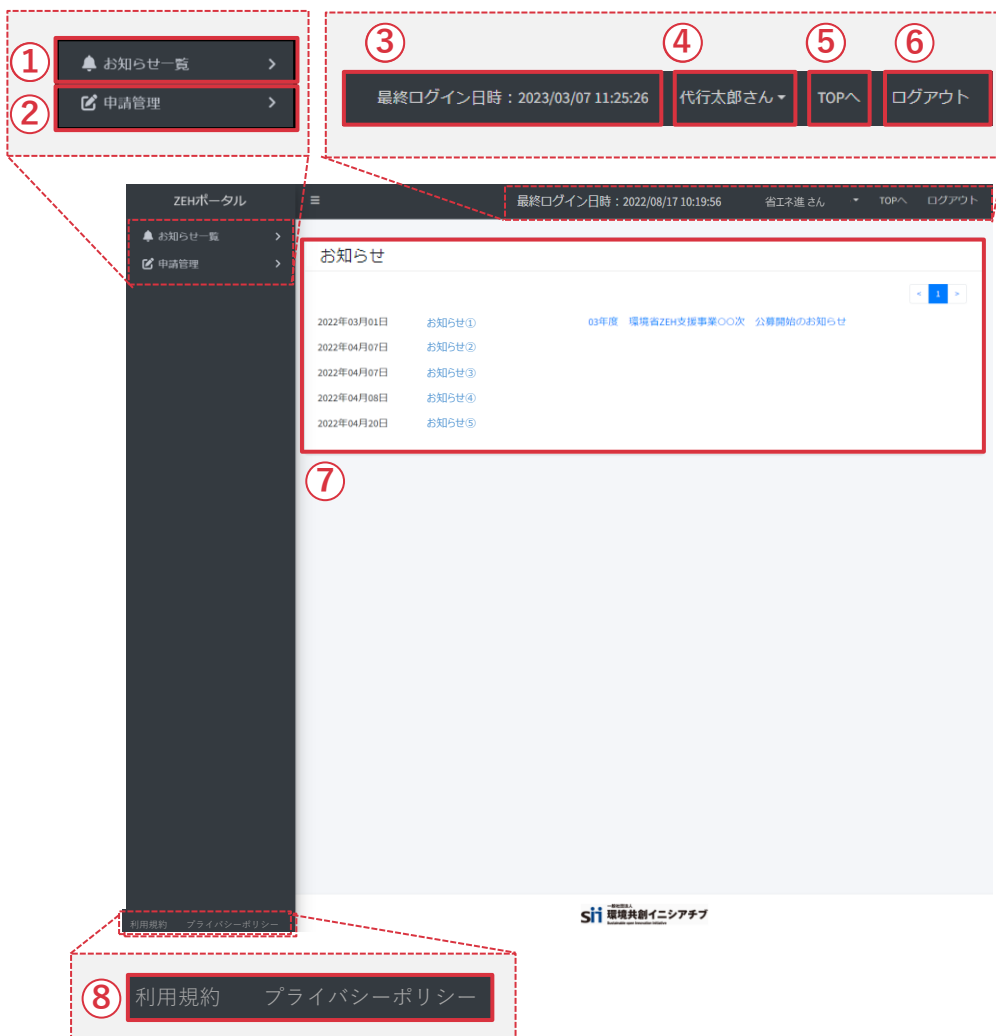 ①
お知らせ一覧
②
申請管理
③
最終ログイン日時：2023/03/07 11:25:26
④
代行太郎さん
⑤
TOPへ
⑥
ログアウト
ZEHポータル
最終ログイン日時：2022/08/17 10:19:56 省エネ進 さん TOPへ ログアウト
お知らせ一覧
申請管理
お知らせ
< 1 >
2022年03月01日 お知らせ① 03年度 環境省ZEH支援事業○○次 公募開始のお知らせ
2022年04月07日 お知らせ②
2022年04月07日 お知らせ③
2022年04月08日 お知らせ④
2022年04月20日 お知らせ⑤
⑦
利用規約 プライバシーポリシー
一般社団法人
sii 環境共創イニシアチブ
Sustainable open Innovation Initiative
⑧
利用規約 プライバシーポリシー